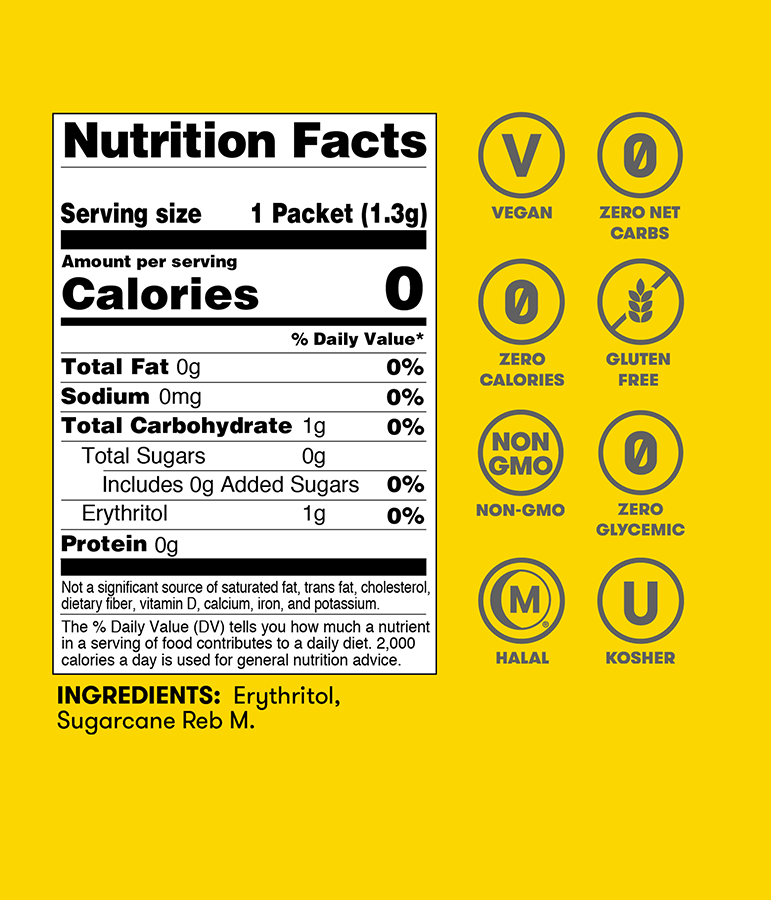 Nutrition Facts
Serving size 1 Packet (1.3g)
Amount per serving
Calories 0
% Daily Value*
Total Fat 0g 0%
Sodium 0mg 0%
Total Carbohydrate 1g 0%
Total Sugars 0g
Includes 0g Added Sugars 0%
Erythritol 1g 0%
Protein 0g
Not a significant source of saturated fat, trans fat, cholesterol,
dietary fiber, vitamin D, calcium, iron, and potassium.
The % Daily Value (DV) tells you how much a nutrient
in a serving of food contributes to a daily diet. 2,000
calories a day is used for general nutrition advice.
INGREDIENTS: Erythritol,
Sugarcane Reb M.
V
VEGAN
0
ZERO NET
CARBS
0
ZERO
CALORIES
GLUTEN
FREE
NON
GMO
NON-GMO
0
ZERO
GLYCEMIC
M
®
HALAL
U
KOSHER